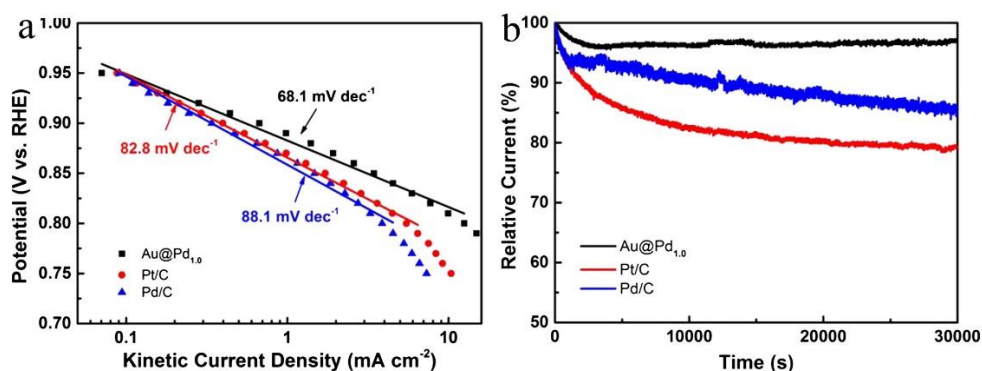 a
1.00
0.95
0.90
0.85
0.80
0.75
0.70
Potential (V vs. RHE)
68.1 mV dec⁻¹
82.8 mV dec⁻¹
88.1 mV dec⁻¹
Au@Pd₁.₀
Pt/C
Pd/C
0.1
1
10
Kinetic Current Density (mA cm⁻²)
b
100
90
80
70
60
50
Relative Current (%)
Au@Pd₁.₀
Pt/C
Pd/C
0
10000
20000
30000
Time (s)